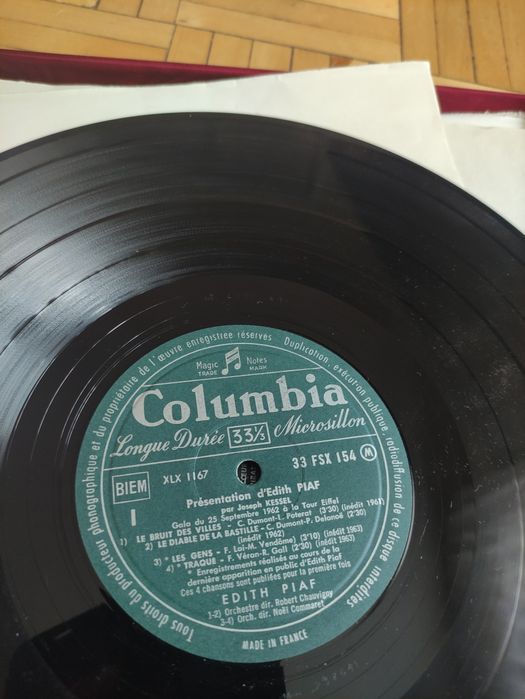 Tous droits du producteur phonographique et du propriétaire de l'œuvre enregistrée réservés. Duplication, exécution publique, radiodiffusion de ce disque interdites
Magic Notes
TRADE MARK
Columbia
Longue Durée 33⅓ Microsillon
XLX 1167 33 FSX 154 M
BIEM
I
Présentation d'Edith PIAF
par Joseph KESSEL
Gala du 25 Septembre 1962 à la Tour Eiffel
1) LE BRUIT DES VILLES - C. Dumont-L. Poterat (2'30) (inédit 1961)
2) LE DIABLE DE LA BASTILLE - C. Dumont-P. Delanoë (2'30)
(inédit 1962)
3) * LES GENS - F. Lai-M. Vendôme) (3'10) (inédit 1963)
4) * TRAQUE - F. Véran-R. Gall (2'30) (inédit 1963)
* Enregistrements réalisés au cours de la
dernière apparition en public d'Edith Piaf
Ces 4 chansons sont publiées pour la première fois
EDITH PIAF
1-2) Orchestre dir. Robert Chauvigny
3-4) Orch. dir. Noël Commaret
MADE IN FRANCE